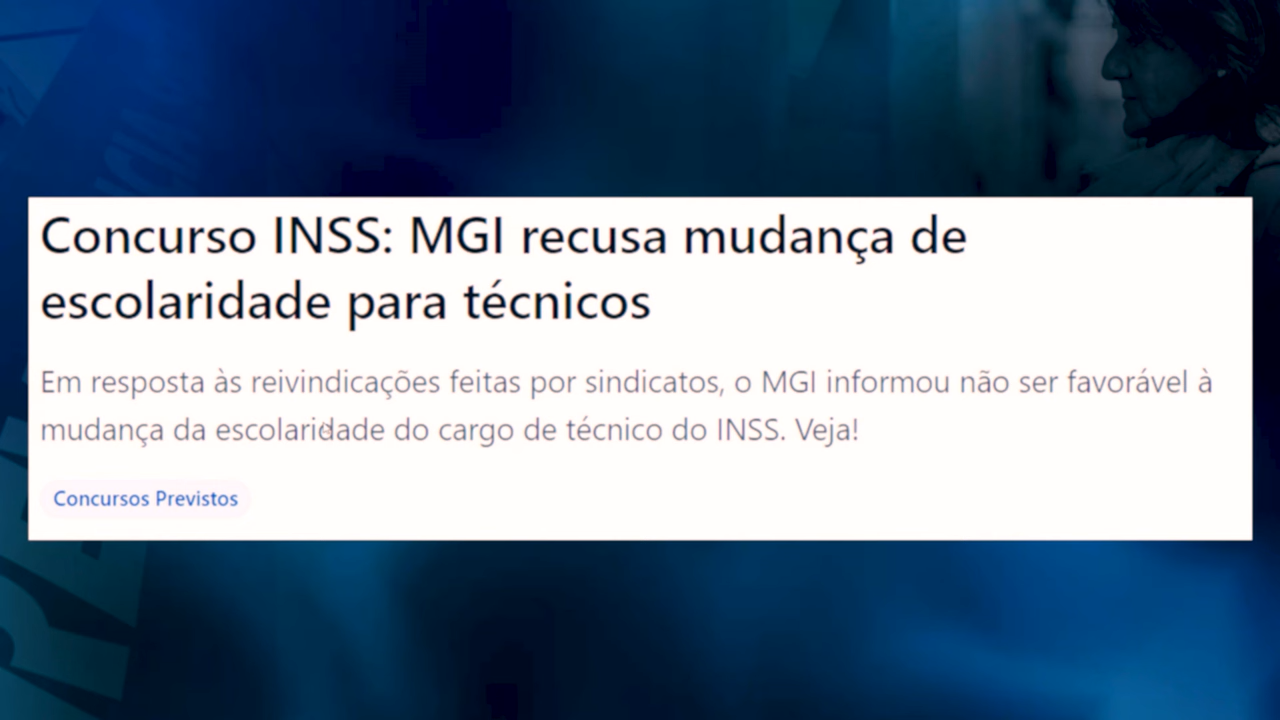 Concurso INSS: MGI recusa mudança de
escolaridade para técnicos
Em resposta às reivindicações feitas por sindicatos, o MGI informou não ser favorável à
mudança da escolaridade do cargo de técnico do INSS. Veja!
Concursos Previstos